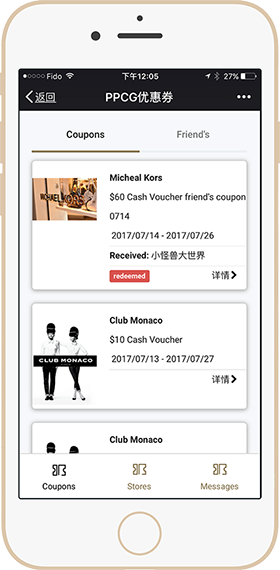 Fido 下午12:05 27%
返回 PPCG优惠券
Coupons Friend's
MICHAEL KORS
Micheal Kors
$60 Cash Voucher friend's coupon
0714
2017/07/14 - 2017/07/26
Received: 小怪兽大世界
redeemed 详情
CLUB MONACO
Club Monaco
$10 Cash Voucher
2017/07/13 - 2017/07/27
详情
Club Monaco
Coupons Stores Messages